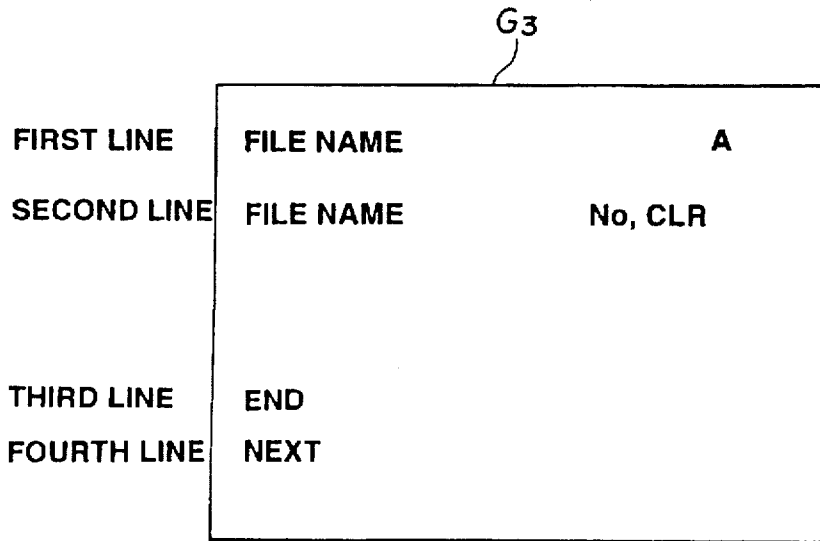 G3
FIRST LINE FILE NAME A
SECOND LINE FILE NAME No, CLR
THIRD LINE END
FOURTH LINE NEXT